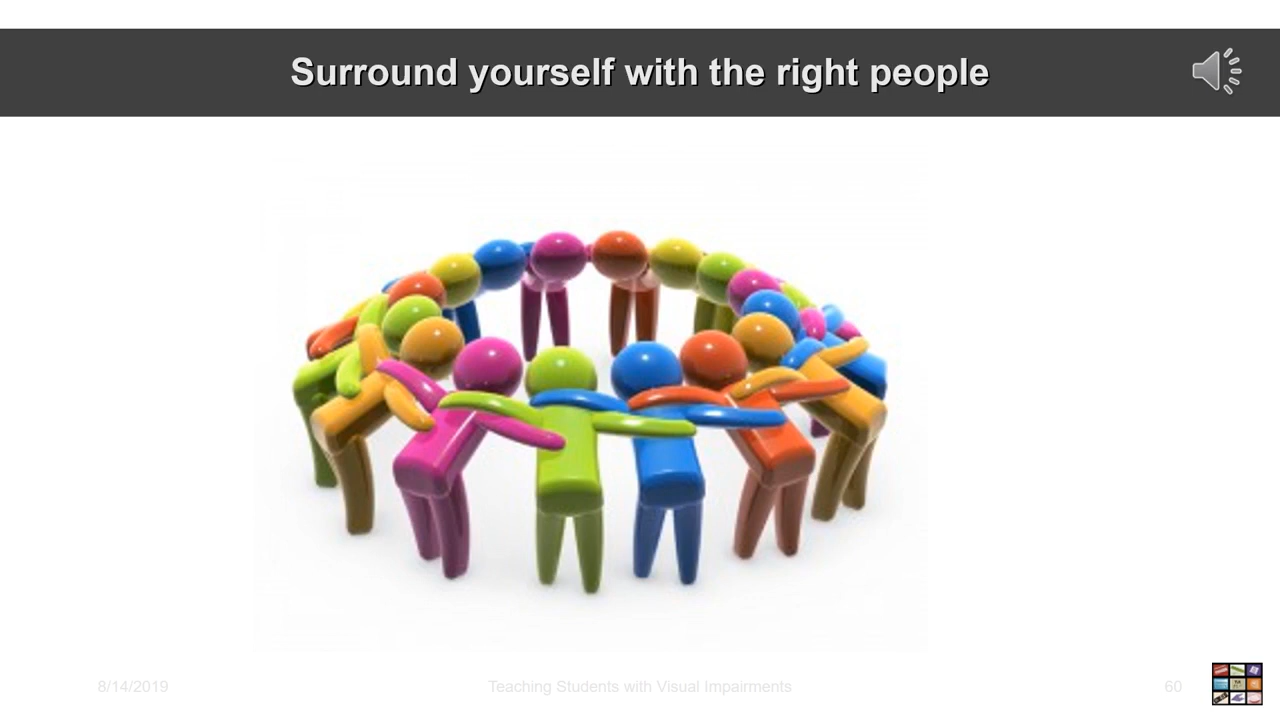 Surround yourself with the right people
8/14/2019
Teaching Students with Visual Impairments
60